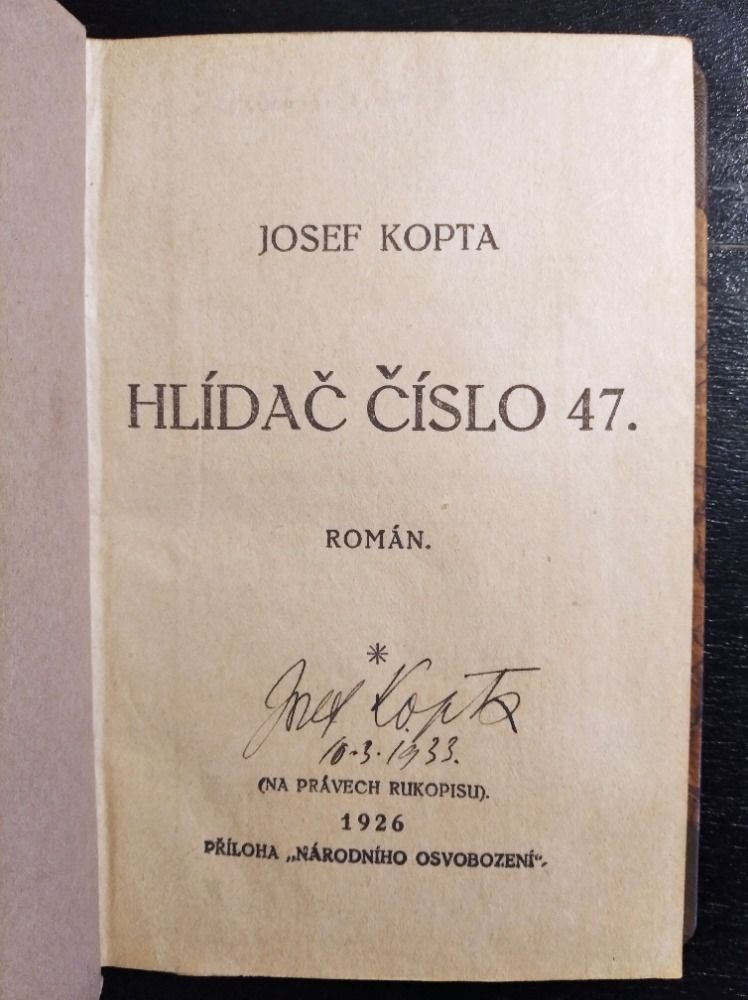 JOSEF KOPTA
HLÍDAČ ČÍSLO 47.
ROMÁN.
*
Josef Kopta
10.3.1933.
(NA PRÁVECH RUKOPISU).
1926
PŘÍLOHA „NÁRODNÍHO OSVOBOZENÍ“.